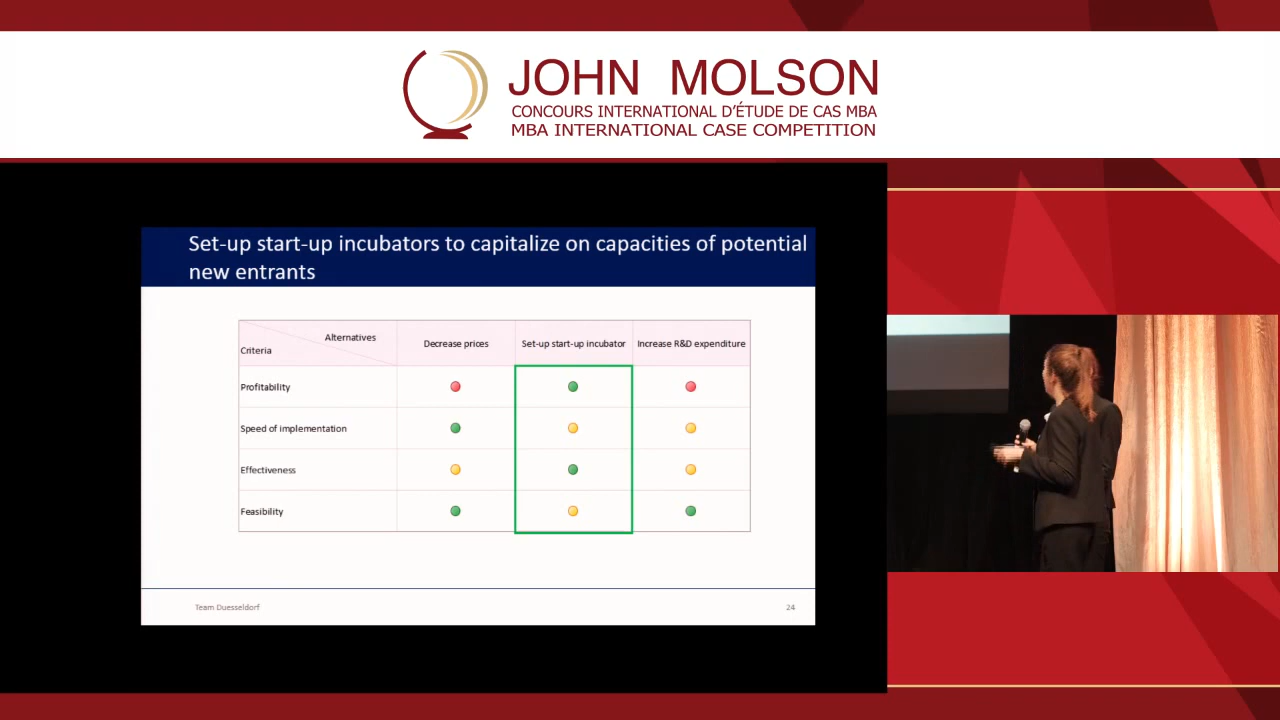 JOHN MOLSON
CONCOURS INTERNATIONAL D'ÉTUDE DE CAS MBA
MBA INTERNATIONAL CASE COMPETITION
Set-up start-up incubators to capitalize on capacities of potential
new entrants
Alternatives
Criteria
Decrease prices
Set-up start-up incubator
Increase R&D expenditure
Profitability
Speed of implementation
Effectiveness
Feasibility
Team Duesseldorf
24